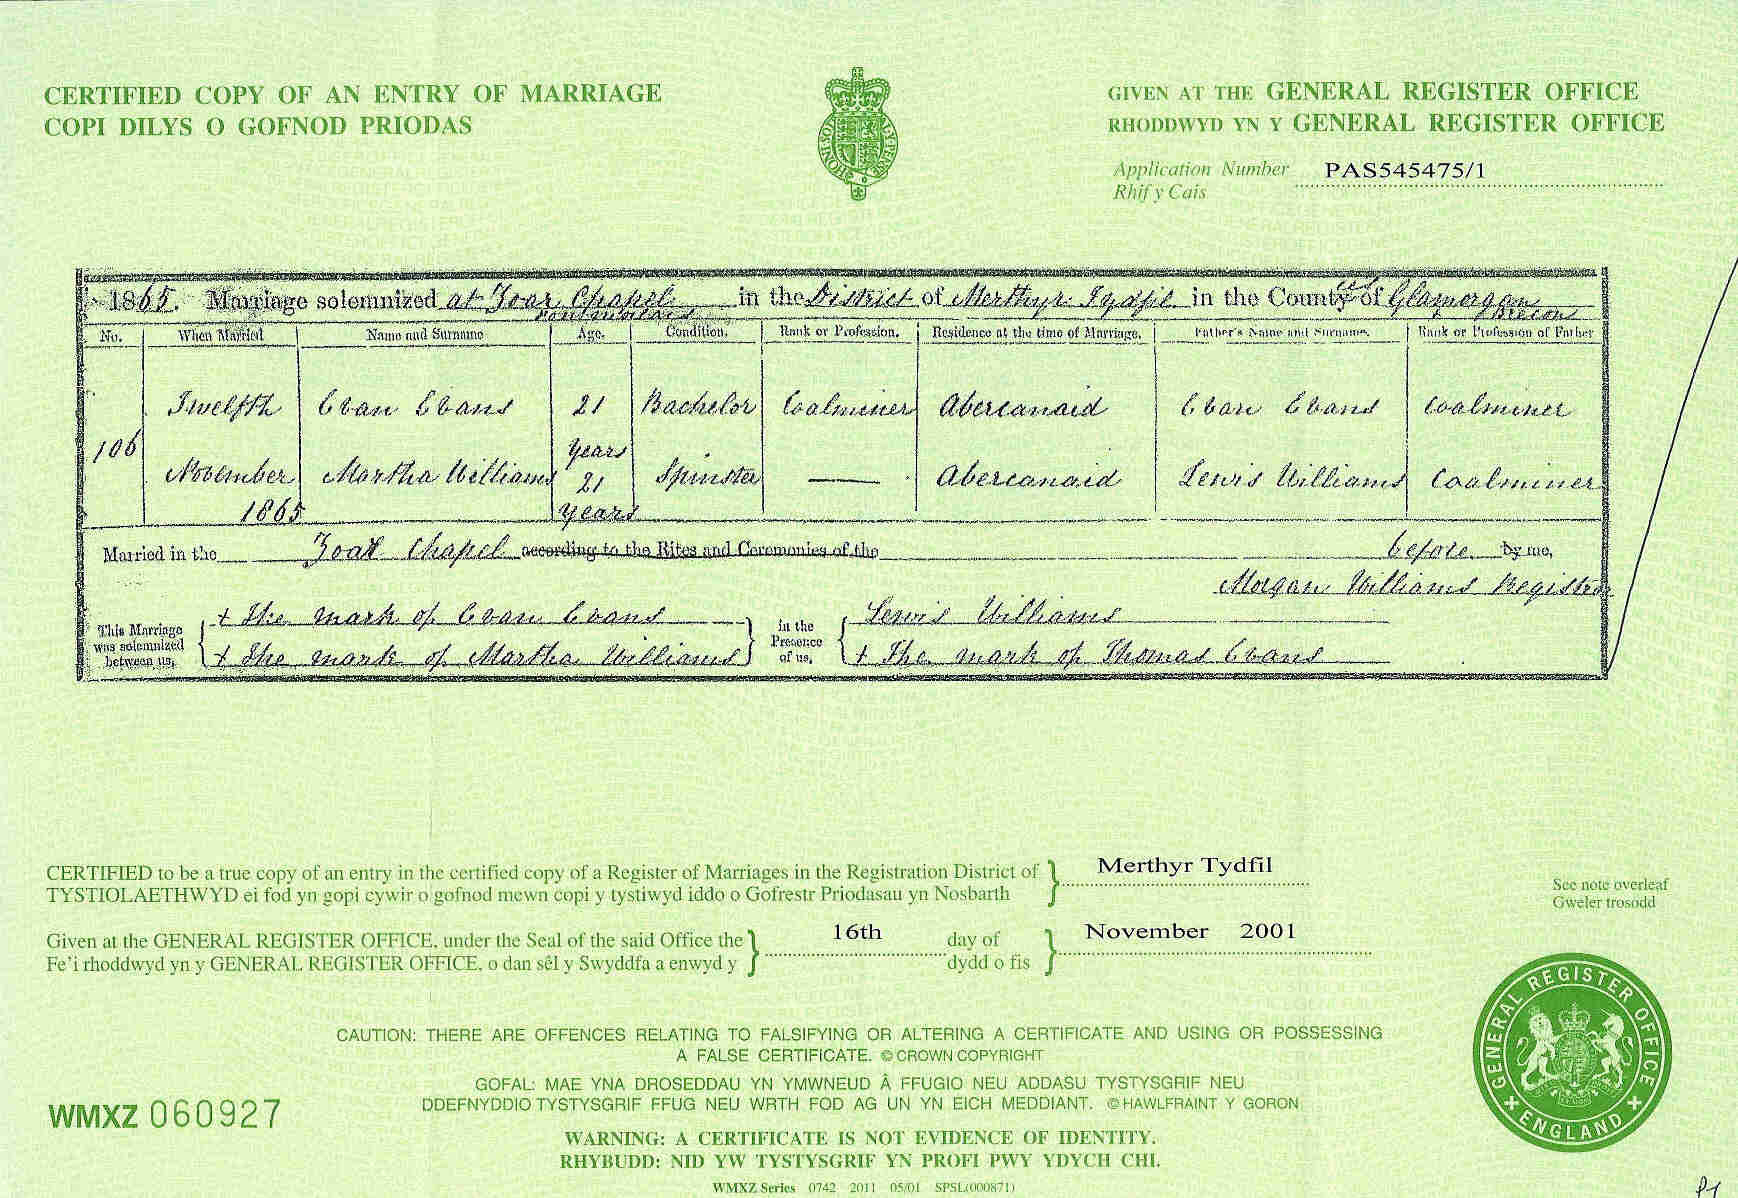 CERTIFIED COPY OF AN ENTRY OF MARRIAGE
COPI DILYS O GOFNOD PRIODAS
GIVEN AT THE GENERAL REGISTER OFFICE
RHODDWYD YN Y GENERAL REGISTER OFFICE
Application Number PAS545475/1
Rhif y Cais
1865. Marriage solemnized at Zoar Chapel in the District of Merthyr Tydfil in the Counties of Glamorgan
Brecon
No. When Married Name and Surname Age. Condition. Rank or Profession. Residence at the time of Marriage. Father's Name and Surname. Rank or Profession of Father
Twelfth Evan Evans 21 Bachelor Coalminer Abercanaid Evan Evans Coalminer
106 years
November Martha Williams 21 Spinster Abercanaid Lewis Williams Coalminer
1865 years
Married in the Zoar Chapel according to the Rites and Ceremonies of the before by me,
Morgan Williams Registrar
This Marriage was solemnized between us,
+ The mark of Evan Evans
+ The mark of Martha Williams
in the Presence of us,
Lewis Williams
+ The mark of Thomas Evans
CERTIFIED to be a true copy of an entry in the certified copy of a Register of Marriages in the Registration District of Merthyr Tydfil
TYSTIOLAETHWYD ei fod yn gopi cywir o gofnod mewn copi y tystiwyd iddo o Gofrestr Priodasau yn Nosbarth
See note overleaf
Gweler trosodd
Given at the GENERAL REGISTER OFFICE, under the Seal of the said Office the 16th day of November 2001
Fe'i rhoddwyd yn y GENERAL REGISTER OFFICE, o dan sêl y Swyddfa a enwyd y dydd o fis
CAUTION: THERE ARE OFFENCES RELATING TO FALSIFYING OR ALTERING A CERTIFICATE AND USING OR POSSESSING
A FALSE CERTIFICATE. © CROWN COPYRIGHT
GOFAL: MAE YNA DROSEDDAU YN YMWNEUD Â FFUGIO NEU ADDASU TYSTYSGRIF NEU
DDEFNYDDIO TYSTYSGRIF FFUG NEU WRTH FOD AG UN YN EICH MEDDIANT. © HAWLFRAINT Y GORON
WMXZ 060927
WARNING: A CERTIFICATE IS NOT EVIDENCE OF IDENTITY.
RHYBUDD: NID YW TYSTYSGRIF YN PROFI PWY YDYCH CHI.
WMXZ Series 0742 2011 05/01 SPSL(000871)
GENERAL REGISTER OFFICE
ENGLAND